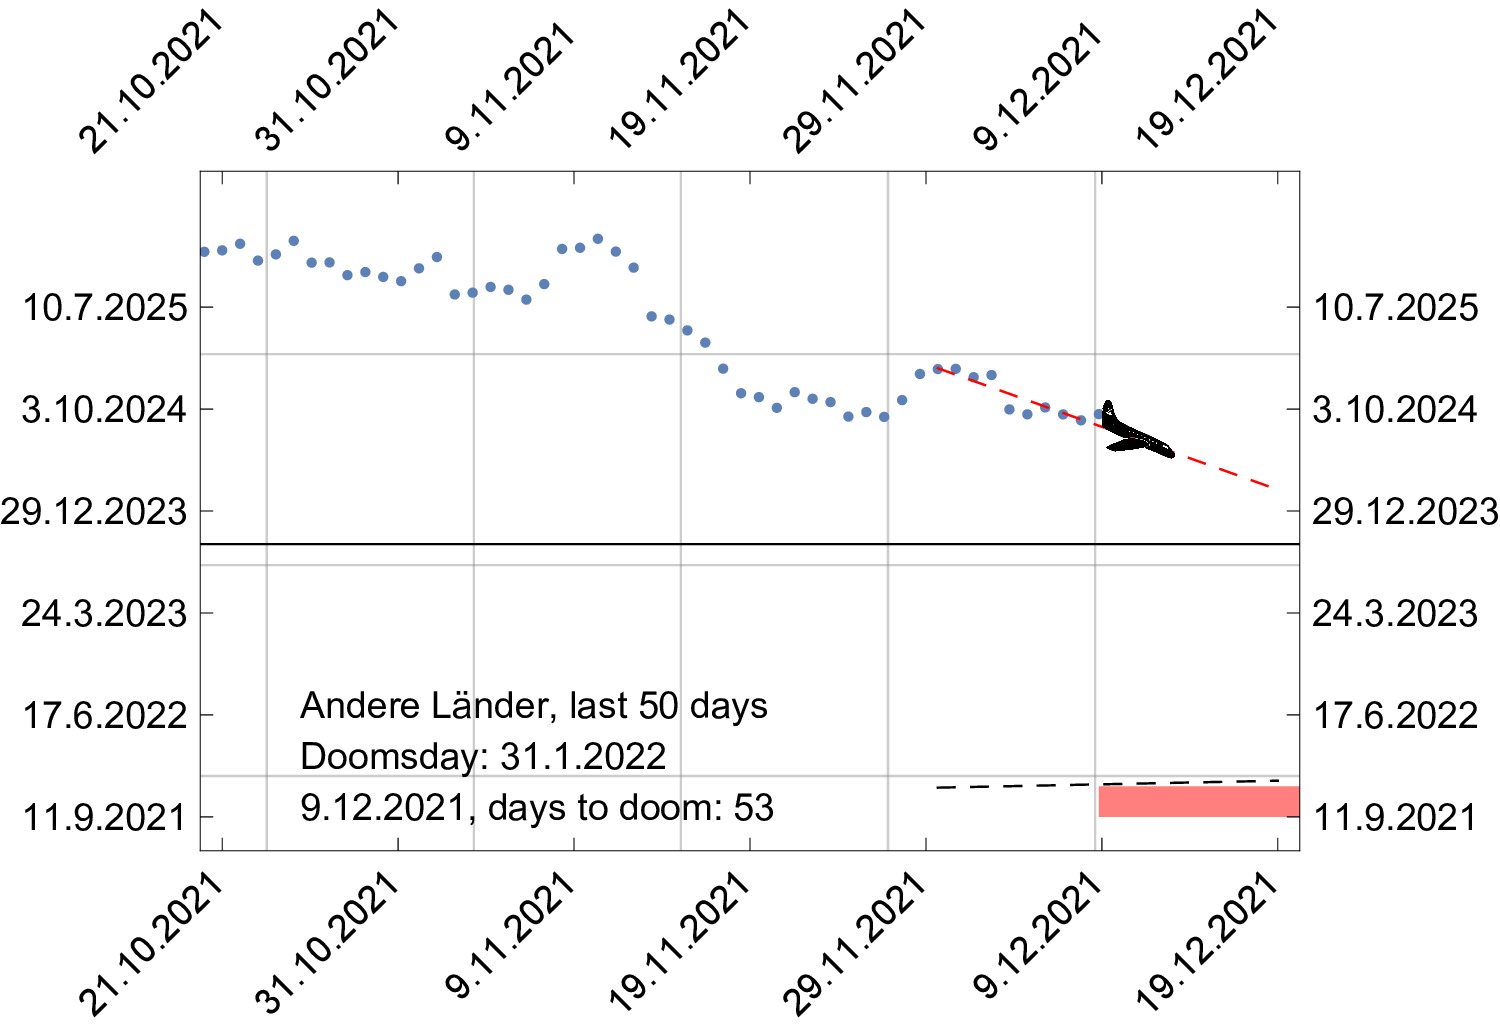 21.10.2021 31.10.2021 9.11.2021 19.11.2021 29.11.2021 9.12.2021 19.12.2021
10.7.2025 10.7.2025
3.10.2024 3.10.2024
29.12.2023 29.12.2023
24.3.2023 24.3.2023
17.6.2022 17.6.2022
11.9.2021 11.9.2021
Andere Länder, last 50 days
Doomsday: 31.1.2022
9.12.2021, days to doom: 53
21.10.2021 31.10.2021 9.11.2021 19.11.2021 29.11.2021 9.12.2021 19.12.2021